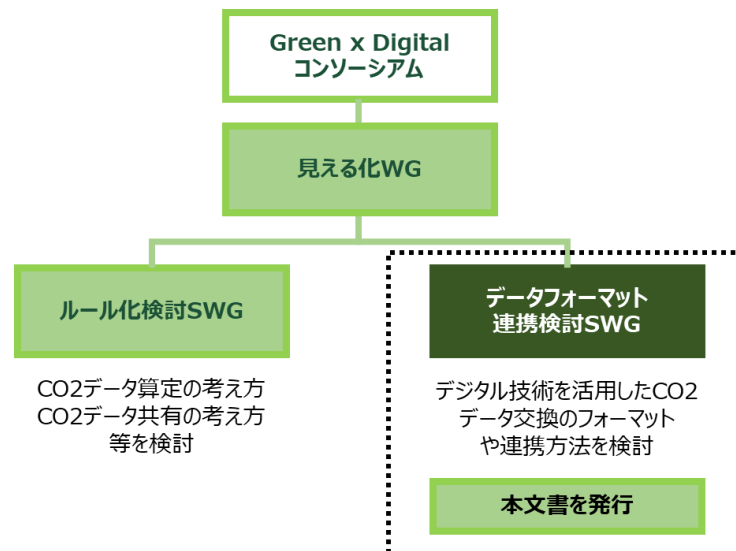 Green x Digital
コンソーシアム
見える化WG
ルール化検討SWG
データフォーマット
連携検討SWG
CO2データ算定の考え方
CO2データ共有の考え方
等を検討
デジタル技術を活用したCO2
データ交換のフォーマット
や連携方法を検討
本文書を発行